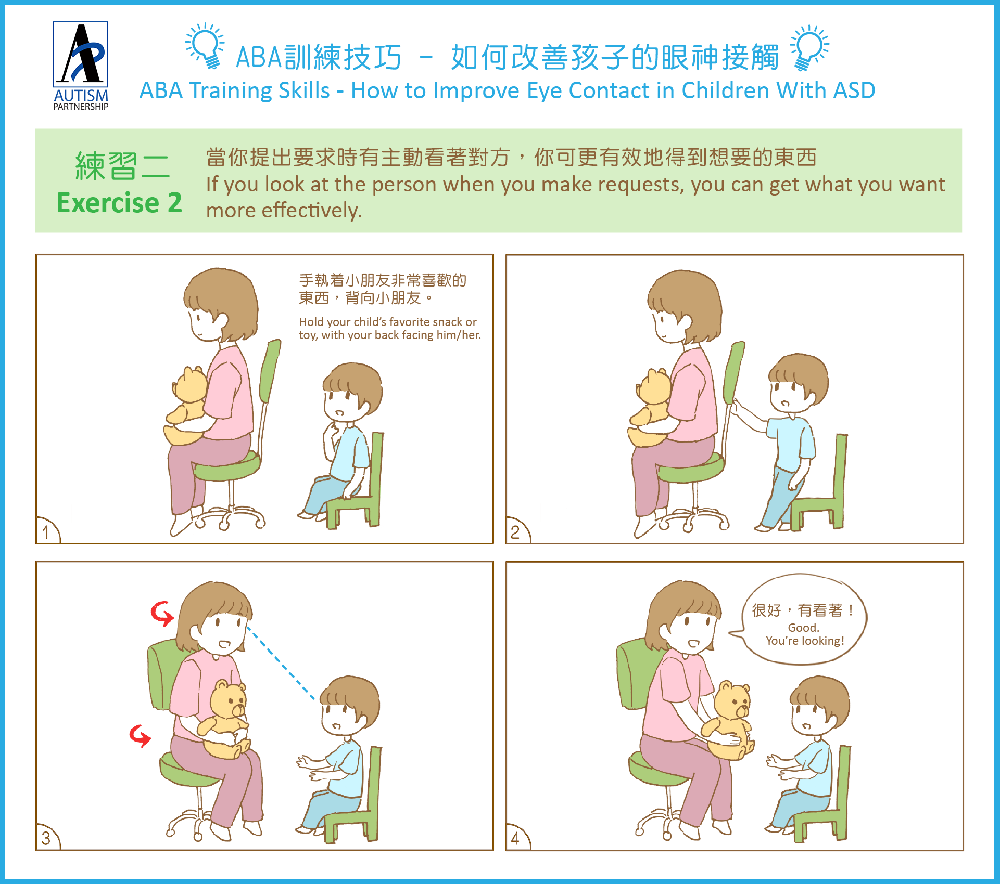 AUTISM
PARTNERSHIP
ABA訓練技巧 - 如何改善孩子的眼神接觸
ABA Training Skills - How to Improve Eye Contact in Children With ASD
練習二
Exercise 2
當你提出要求時有主動看著對方，你可更有效地得到想要的東西
If you look at the person when you make requests, you can get what you want
more effectively.
手執着小朋友非常喜歡的
東西，背向小朋友。
Hold your child’s favorite snack or
toy, with your back facing him/her.
1
2
3
很好，有看著！
Good.
You’re looking!
4